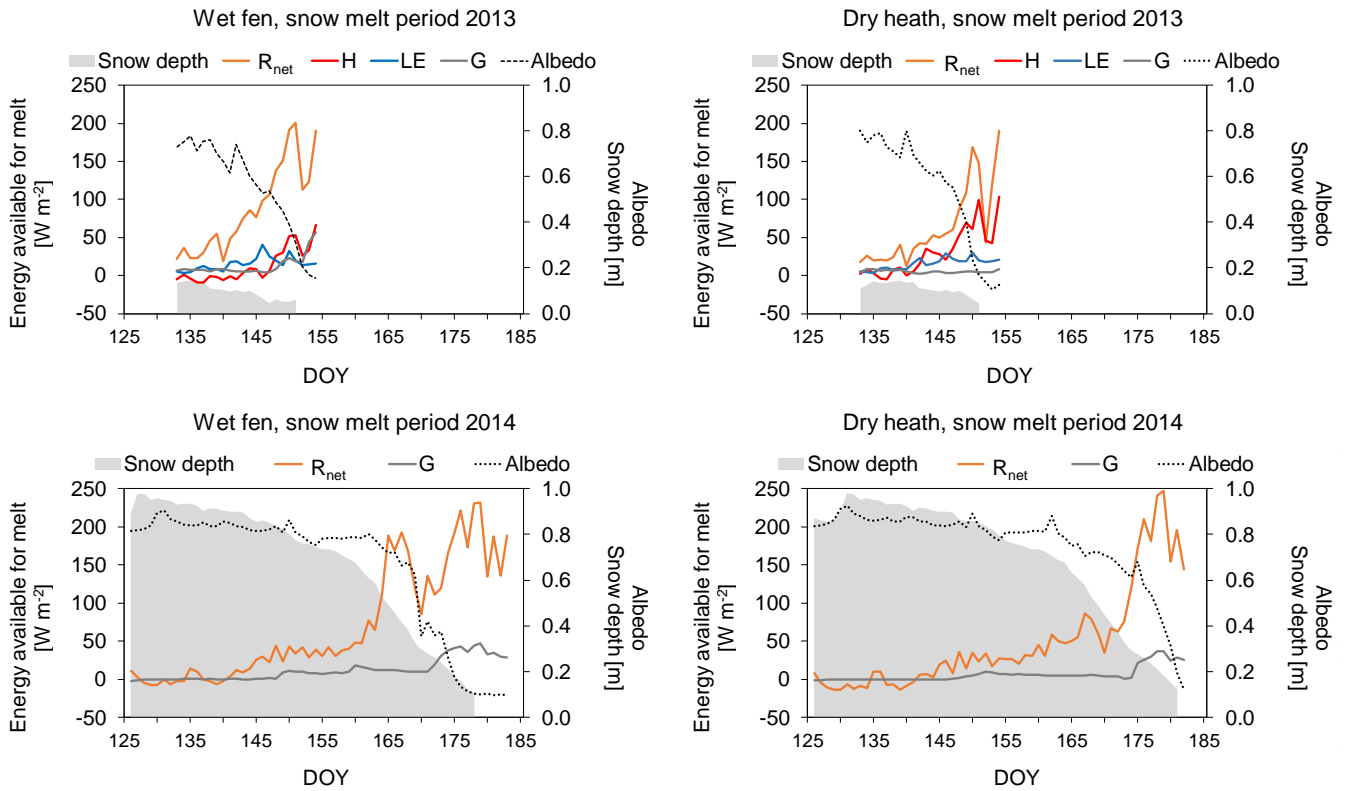 Wet fen, snow melt period 2013
Snow depth R_net H LE G Albedo
250
200
150
100
50
0
-50
1.0
0.8
0.6
0.4
0.2
0.0
125 135 145 155 165 175 185
Energy available for melt
[W m-2]
Albedo
Snow depth [m]
DOY
Dry heath, snow melt period 2013
Snow depth R_net H LE G Albedo
250
200
150
100
50
0
-50
1.0
0.8
0.6
0.4
0.2
0.0
125 135 145 155 165 175 185
Energy available for melt
[W m-2]
Albedo
Snow depth [m]
DOY
Wet fen, snow melt period 2014
Snow depth R_net G Albedo
250
200
150
100
50
0
-50
1.0
0.8
0.6
0.4
0.2
0.0
125 135 145 155 165 175 185
Energy available for melt
[W m-2]
Albedo
Snow depth [m]
DOY
Dry heath, snow melt period 2014
Snow depth R_net G Albedo
250
200
150
100
50
0
-50
1.0
0.8
0.6
0.4
0.2
0.0
125 135 145 155 165 175 185
Energy available for melt
[W m-2]
Albedo
Snow depth [m]
DOY